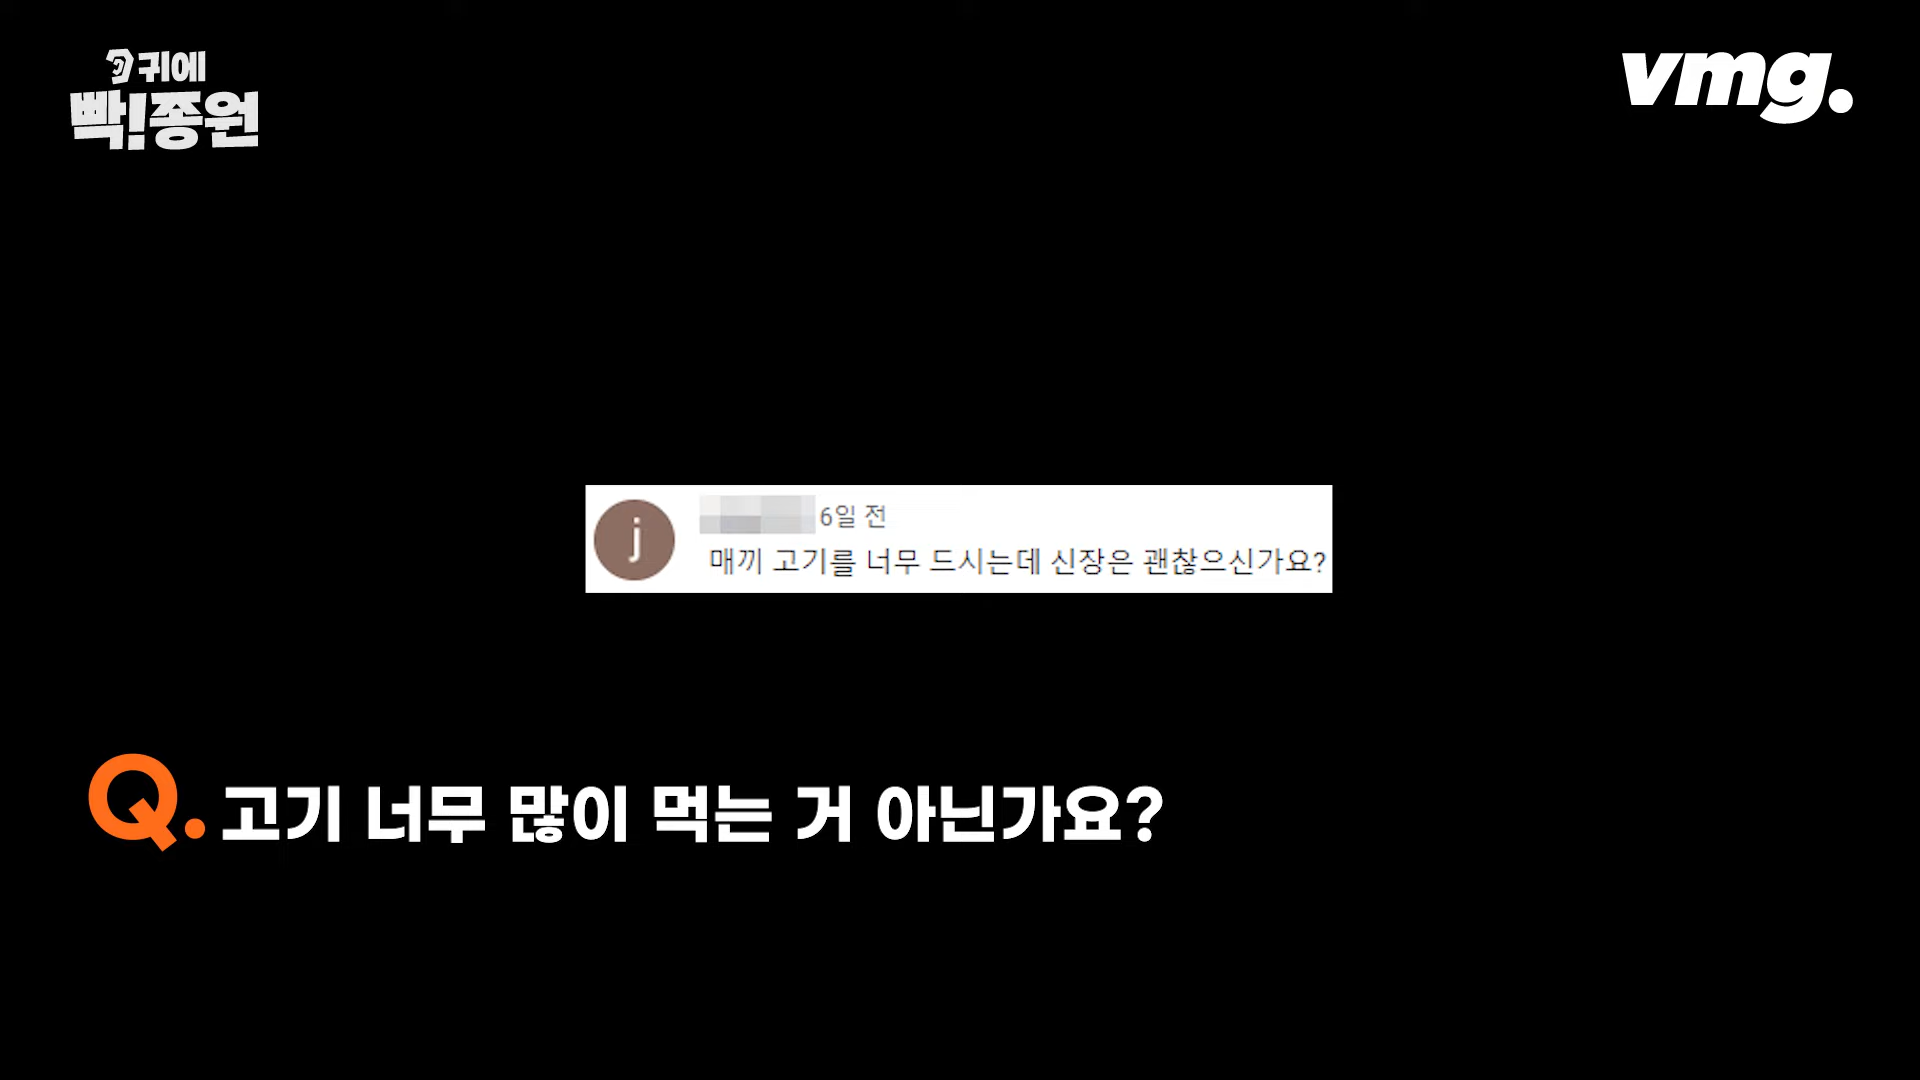 귀에
빡!종원
vmg.
j
6일 전
매끼 고기를 너무 드시는데 신장은 괜찮으신가요?
Q. 고기 너무 많이 먹는 거 아닌가요?